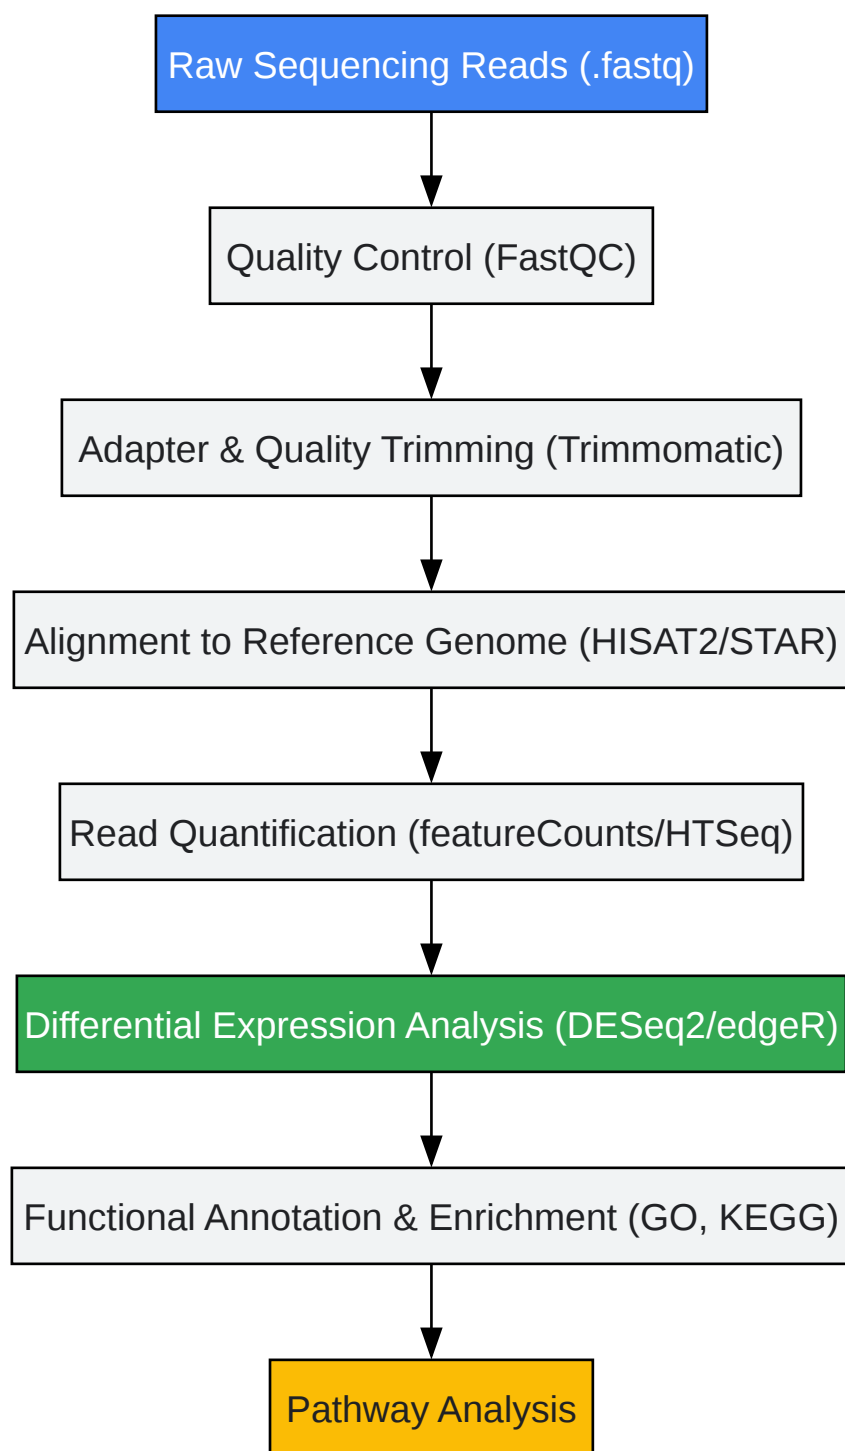 Raw Sequencing Reads (.fastq)
Quality Control (FastQC)
Adapter & Quality Trimming (Trimmomatic)
Alignment to Reference Genome (HISAT2/STAR)
Read Quantification (featureCounts/HTSeq)
Differential Expression Analysis (DESeq2/edgeR)
Functional Annotation & Enrichment (GO, KEGG)
Pathway Analysis